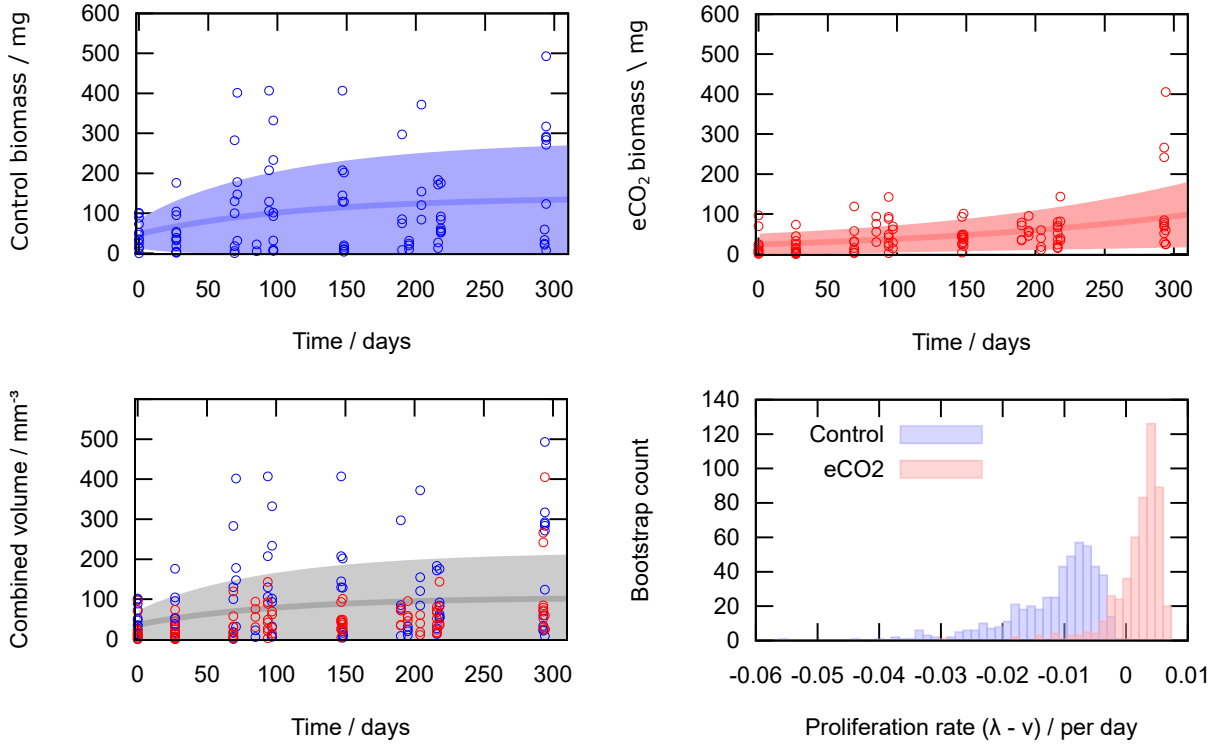 Control biomass / mg
600
500
400
300
200
100
0
0 50 100 150 200 250 300
Time / days
eCO₂ biomass \ mg
600
500
400
300
200
100
0
0 50 100 150 200 250 300
Time / days
Combined volume / mm⁻³
500
400
300
200
100
0
0 50 100 150 200 250 300
Time / days
Bootstrap count
140
120
100
80
60
40
20
0
Control
eCO2
-0.06 -0.05 -0.04 -0.03 -0.02 -0.01 0 0.01
Proliferation rate (λ - ν) / per day